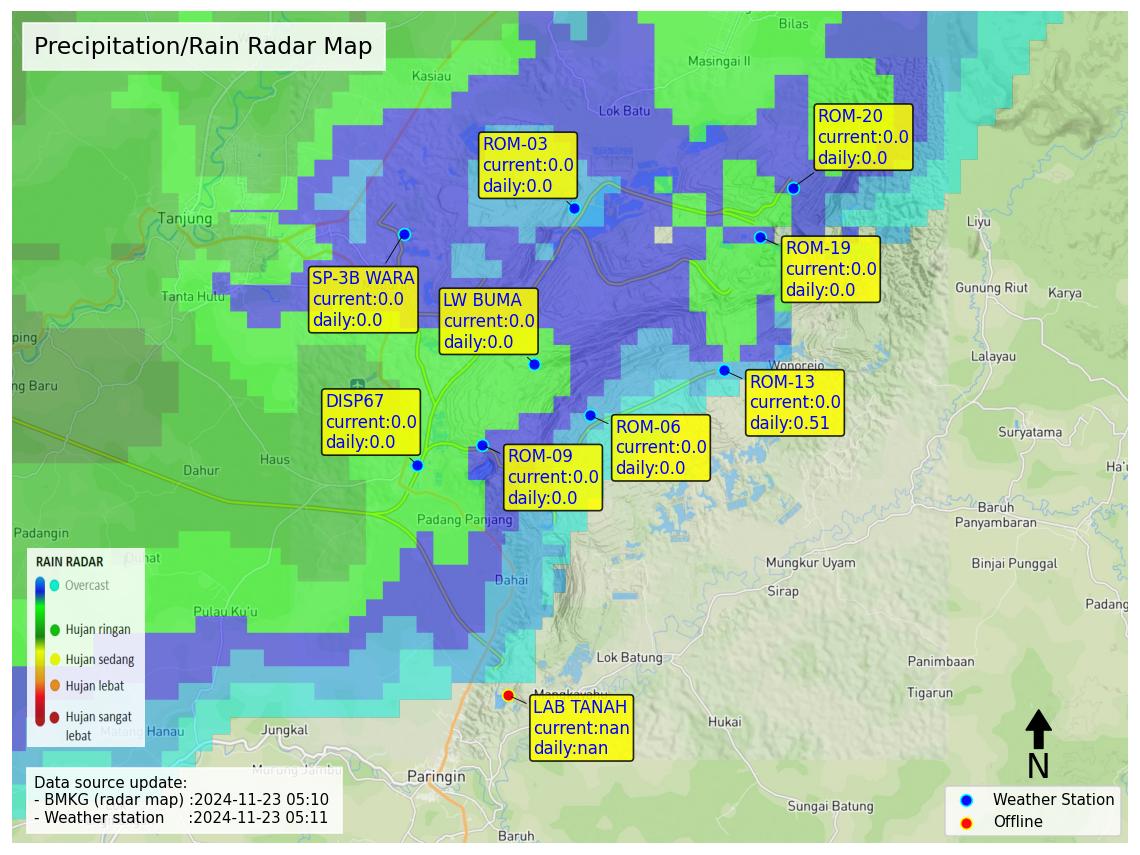 Precipitation/Rain Radar Map
Bilas
Masingai II
Kasiau
Lok Batu
ROM-20
current:0.0
daily:0.0
ROM-03
current:0.0
daily:0.0
Tanjung
Liyu
ROM-19
current:0.0
daily:0.0
SP-3B WARA
current:0.0
daily:0.0
Tanta Hutu
LW BUMA
current:0.0
daily:0.0
Gunung Riut
Karya
ping
Lalayau
Wonorejo
ng Baru
ROM-13
current:0.0
daily:0.51
DISP67
current:0.0
daily:0.0
ROM-06
current:0.0
daily:0.0
Suryatama
ROM-09
current:0.0
daily:0.0
Haus
Dahur
Ha'u
Padang Panjang
Baruh
Panyambaran
Padangin
RAIN RADAR
Overcast
Hujan ringan
Hujan sedang
Hujan lebat
Hujan sangat
lebat
Mungkur Uyam
Binjai Punggal
Dahai
Sirap
Padang
Pulau Ku'u
Lok Batung
Panimbaan
Tigarun
LAB TANAH
current:nan
daily:nan
Hukai
Jungkal
Paringin
Sungai Batung
Baruh
N
Data source update:
- BMKG (radar map) :2024-11-23 05:10
- Weather station :2024-11-23 05:11
Weather Station
Offline